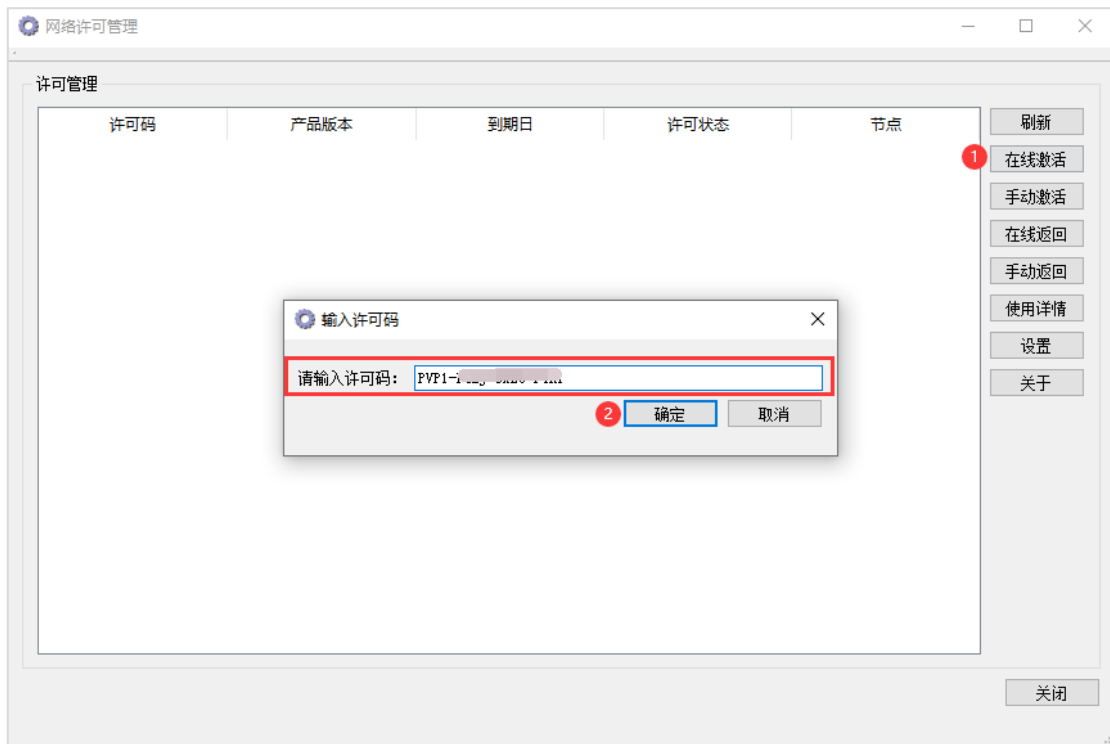 网络许可管理
许可管理
许可码 产品版本 到期日 许可状态 节点
刷新
1 在线激活
手动激活
在线返回
手动返回
使用详情
设置
关于
输入许可码
请输入许可码： PVP1-
2 确定 取消
关闭